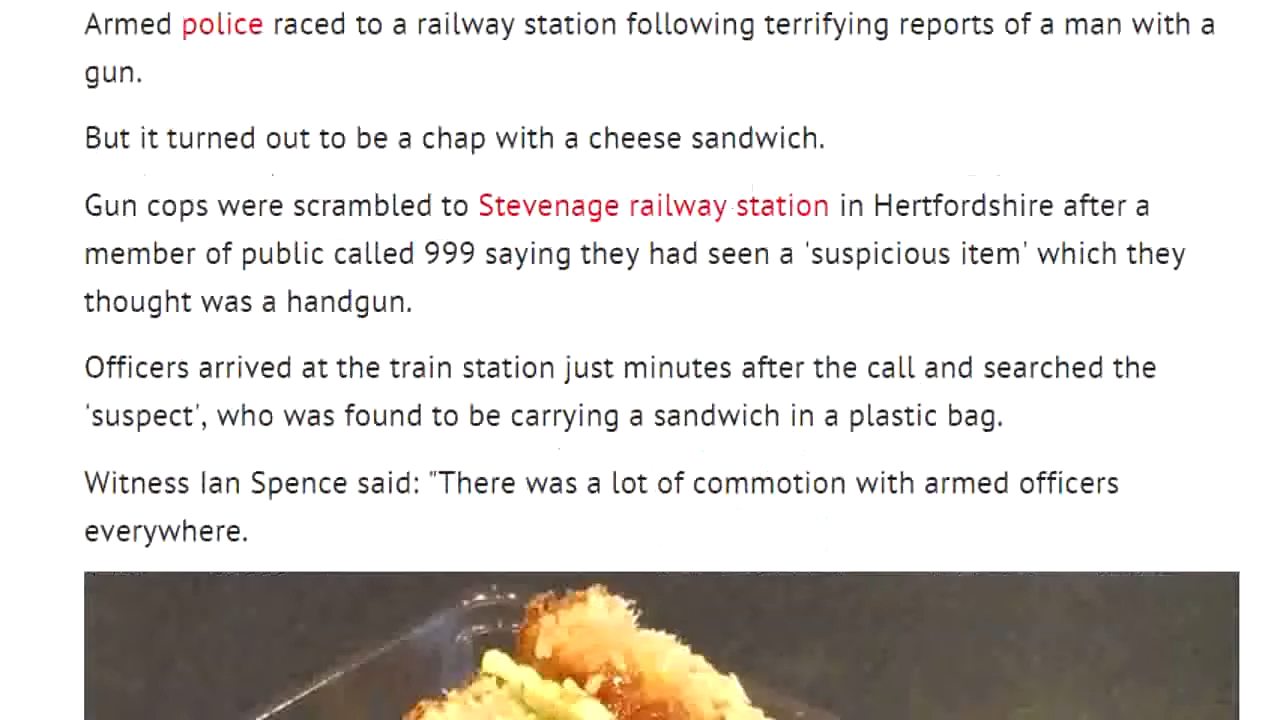 Armed police raced to a railway station following terrifying reports of a man with a
gun.
But it turned out to be a chap with a cheese sandwich.
Gun cops were scrambled to Stevenage railway station in Hertfordshire after a
member of public called 999 saying they had seen a 'suspicious item' which they
thought was a handgun.
Officers arrived at the train station just minutes after the call and searched the
'suspect', who was found to be carrying a sandwich in a plastic bag.
Witness Ian Spence said: "There was a lot of commotion with armed officers
everywhere.